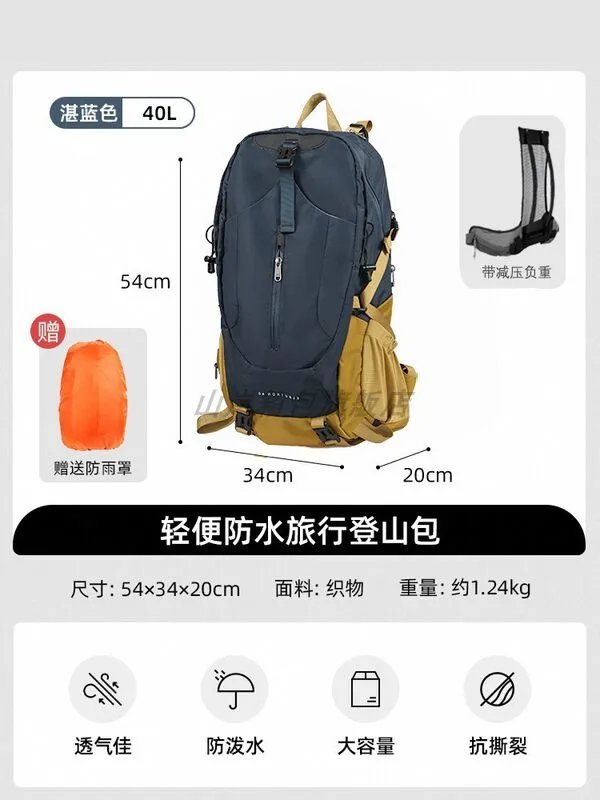 湛蓝色 40L
54cm
带减压负重
赠
赠送防雨罩
34cm
20cm
轻便防水旅行登山包
尺寸: 54×34×20cm 面料: 织物 重量: 约1.24kg
透气佳 防泼水 大容量 抗撕裂